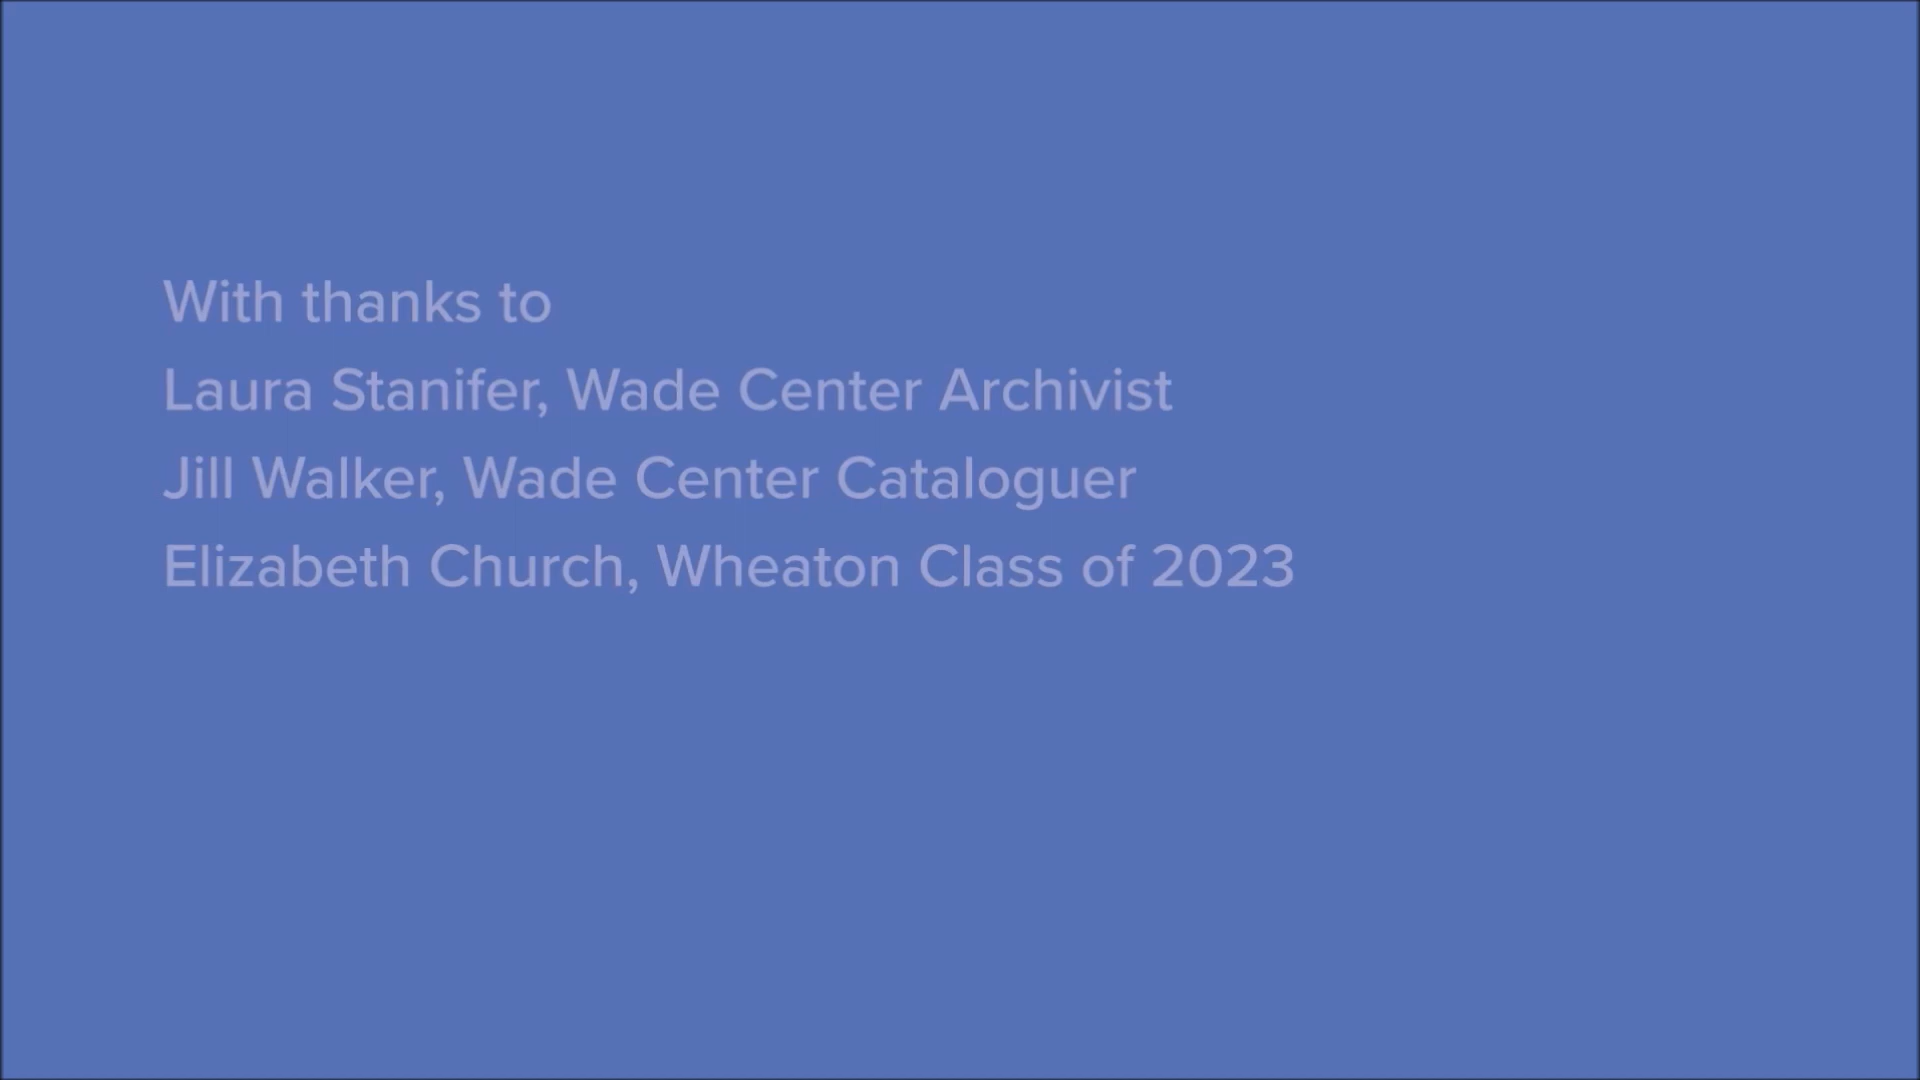 With thanks to
Laura Stanifer, Wade Center Archivist
Jill Walker, Wade Center Cataloguer
Elizabeth Church, Wheaton Class of 2023